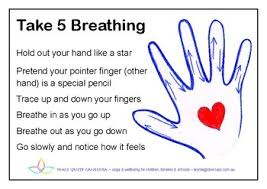 Take 5 Breathing
Hold out your hand like a star
Pretend your pointer finger (other
hand) is a special pencil
Trace up and down your fingers
Breathe in as you go up
Breathe out as you go down
Go slowly and notice how it feels